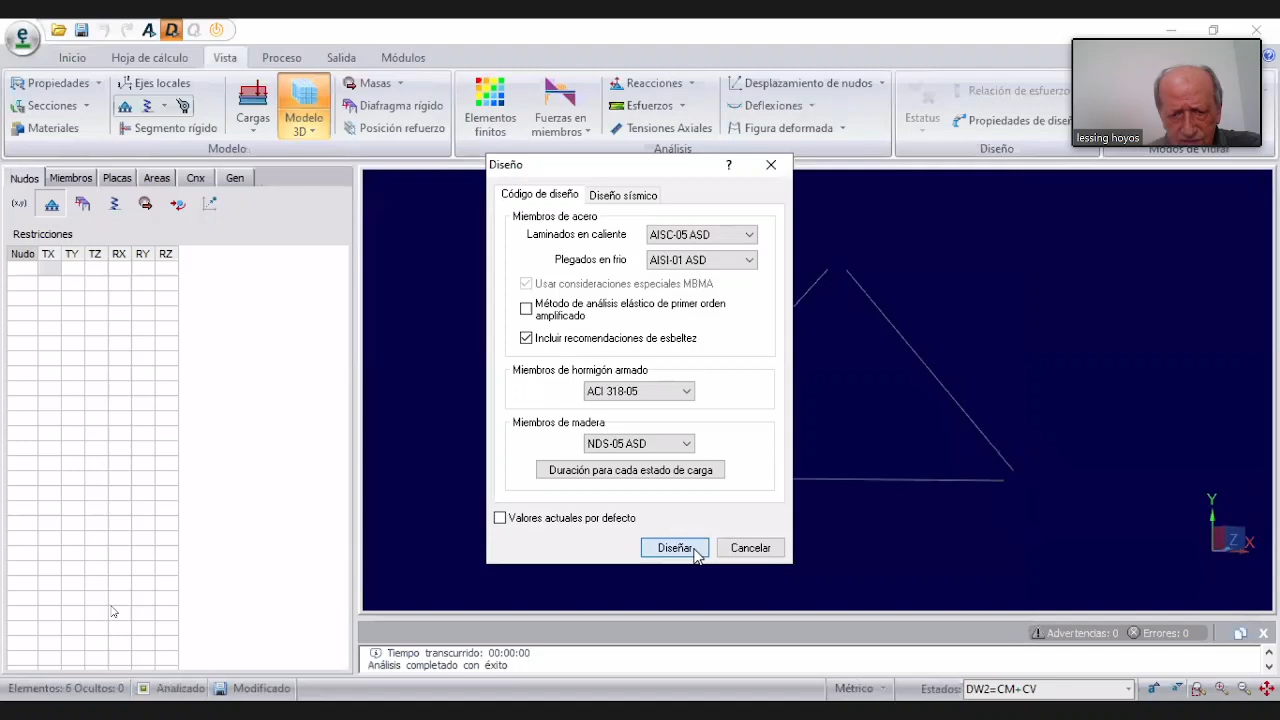 Inicio Hoja de cálculo Vista Proceso Salida Módulos
Propiedades Ejes locales Masas Reacciones Desplazamiento de nudos Relación de esfuerzo
Secciones Diafragma rígido Esfuerzos Deflexiones
Materiales Segmento rígido Posición refuerzo Tensiones Axiales Figura deformada Propiedades de diseñ
Cargas Modelo 3D Elementos finitos Fuerzas en miembros Estatus
Modelo Análisis Diseño
lessing hoyos
Nudos Miembros Placas Areas Cnx Gen
(x,y)
Restricciones
Nudo TX TY TZ RX RY RZ
Diseño ?
Código de diseño Diseño sísmico
Miembros de acero
Laminados en caliente AISC-05 ASD
Plegados en frio AISI-01 ASD
Usar consideraciones especiales MBMA
Método de análisis elástico de primer orden
amplificado
Incluir recomendaciones de esbeltez
Miembros de hormigón armado
ACI 318-05
Miembros de madera
NDS-05 ASD
Duración para cada estado de carga
Valores actuales por defecto
Diseñar Cancelar
Y
Z X
Advertencias: 0 Errores: 0
Tiempo transcurrido: 00:00:00
Análisis completado con éxito
Elementos: 6 Ocultos: 0 Analizado Modificado Métrico Estados: DW2=CM+CV